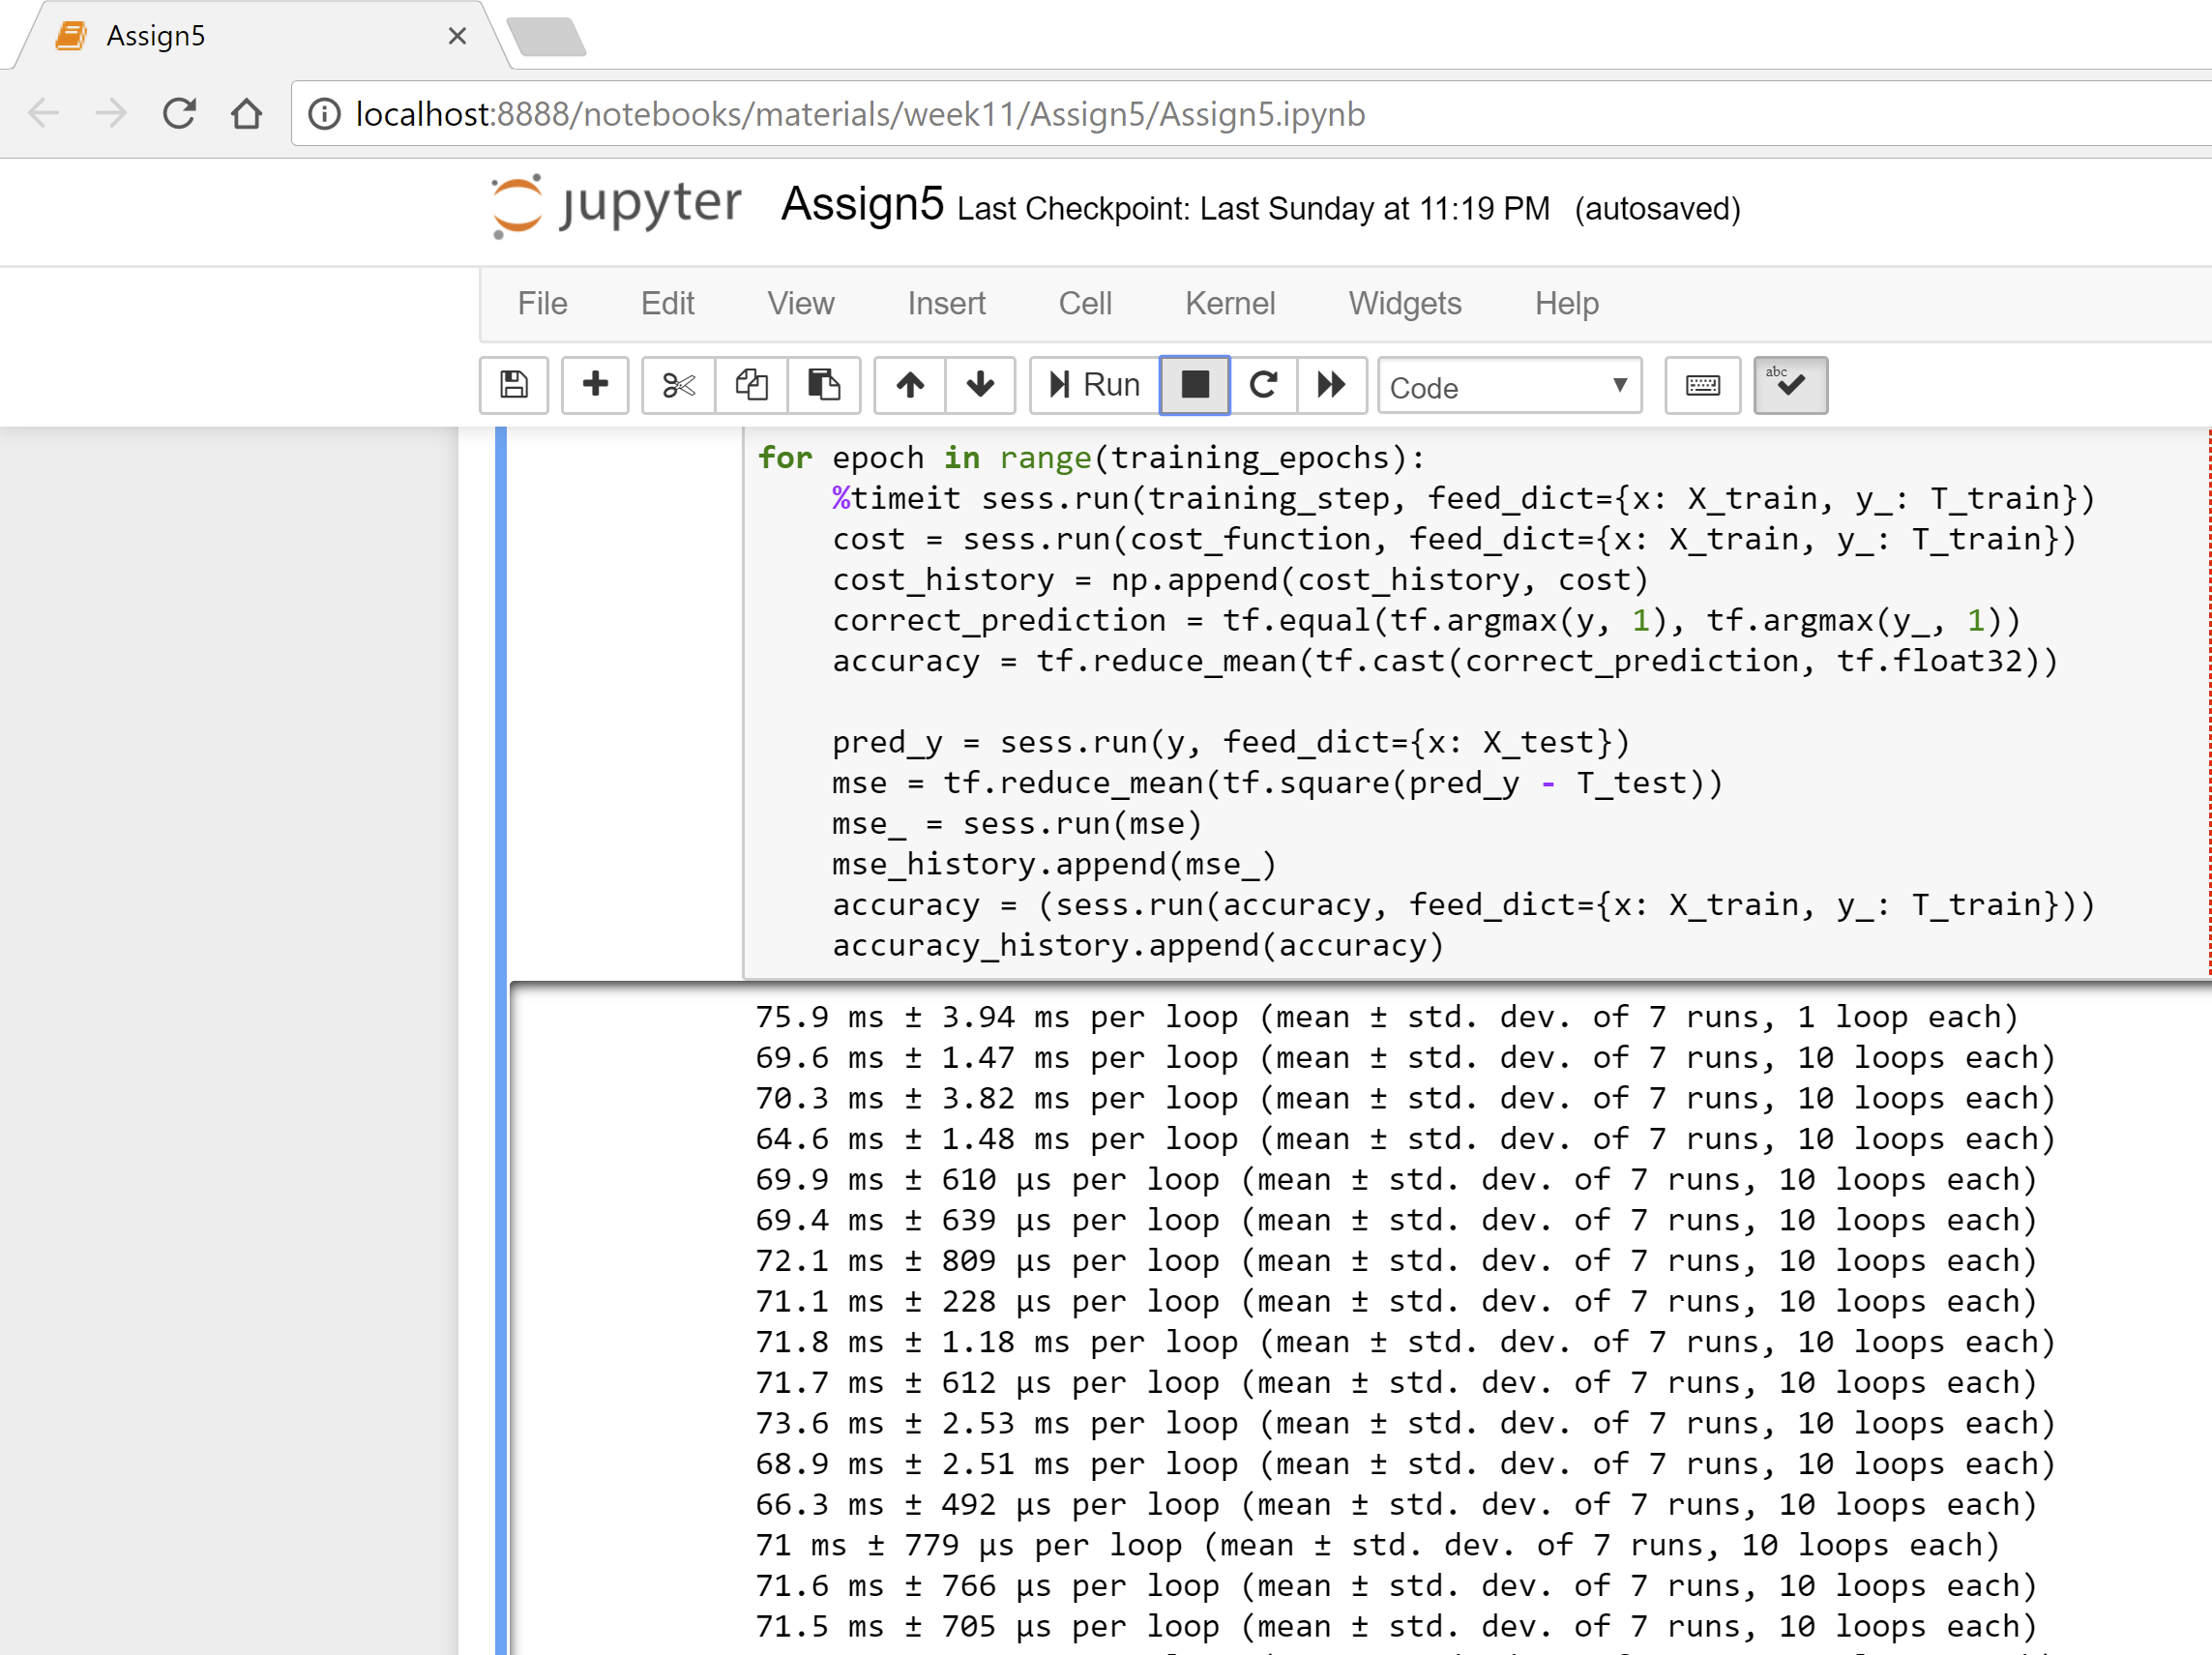 Assign5
localhost:8888/notebooks/materials/week11/Assign5/Assign5.ipynb
jupyter Assign5 Last Checkpoint: Last Sunday at 11:19 PM (autosaved)
File Edit View Insert Cell Kernel Widgets Help
Run Code abc
for epoch in range(training_epochs):
    %timeit sess.run(training_step, feed_dict={x: X_train, y_: T_train})
    cost = sess.run(cost_function, feed_dict={x: X_train, y_: T_train})
    cost_history = np.append(cost_history, cost)
    correct_prediction = tf.equal(tf.argmax(y, 1), tf.argmax(y_, 1))
    accuracy = tf.reduce_mean(tf.cast(correct_prediction, tf.float32))
    pred_y = sess.run(y, feed_dict={x: X_test})
    mse = tf.reduce_mean(tf.square(pred_y - T_test))
    mse_ = sess.run(mse)
    mse_history.append(mse_)
    accuracy = (sess.run(accuracy, feed_dict={x: X_train, y_: T_train}))
    accuracy_history.append(accuracy)
75.9 ms ± 3.94 ms per loop (mean ± std. dev. of 7 runs, 1 loop each)
69.6 ms ± 1.47 ms per loop (mean ± std. dev. of 7 runs, 10 loops each)
70.3 ms ± 3.82 ms per loop (mean ± std. dev. of 7 runs, 10 loops each)
64.6 ms ± 1.48 ms per loop (mean ± std. dev. of 7 runs, 10 loops each)
69.9 ms ± 610 µs per loop (mean ± std. dev. of 7 runs, 10 loops each)
69.4 ms ± 639 µs per loop (mean ± std. dev. of 7 runs, 10 loops each)
72.1 ms ± 809 µs per loop (mean ± std. dev. of 7 runs, 10 loops each)
71.1 ms ± 228 µs per loop (mean ± std. dev. of 7 runs, 10 loops each)
71.8 ms ± 1.18 ms per loop (mean ± std. dev. of 7 runs, 10 loops each)
71.7 ms ± 612 µs per loop (mean ± std. dev. of 7 runs, 10 loops each)
73.6 ms ± 2.53 ms per loop (mean ± std. dev. of 7 runs, 10 loops each)
68.9 ms ± 2.51 ms per loop (mean ± std. dev. of 7 runs, 10 loops each)
66.3 ms ± 492 µs per loop (mean ± std. dev. of 7 runs, 10 loops each)
71 ms ± 779 µs per loop (mean ± std. dev. of 7 runs, 10 loops each)
71.6 ms ± 766 µs per loop (mean ± std. dev. of 7 runs, 10 loops each)
71.5 ms ± 705 µs per loop (mean ± std. dev. of 7 runs, 10 loops each)